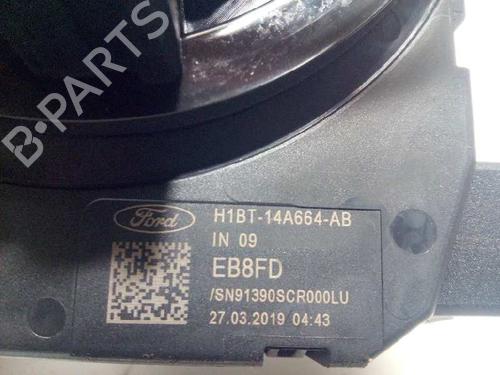 B-PARTS
Ford
H1BT-14A664-AB
IN 09
EB8FD
/SN91390SCR000LU
27.03.2019 04:43